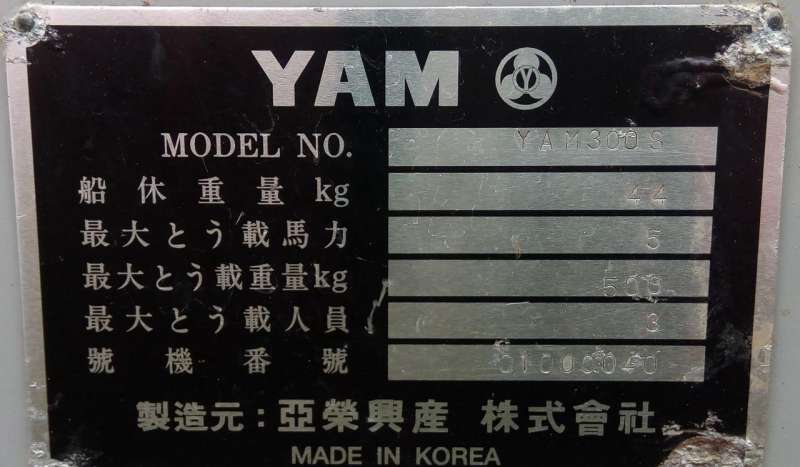 YAM
MODEL NO. YAM300S
船休重量kg 44
最大とう載馬力 5
最大とう載重量kg 500
最大とう載人員 3
號機番號
製造元:亞榮興産 株式會社
MADE IN KOREA